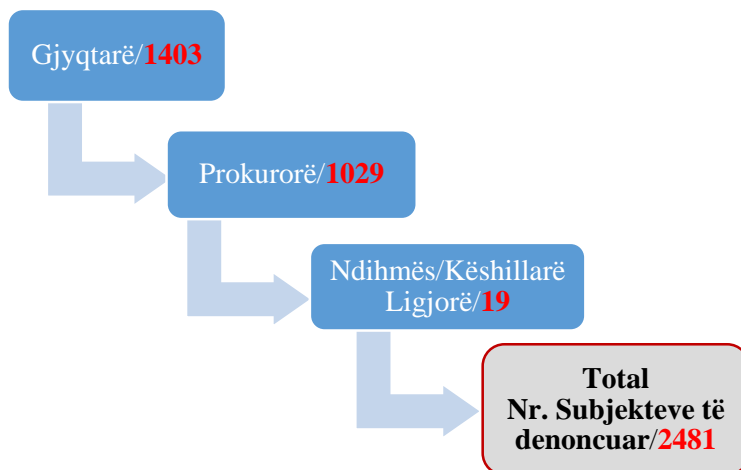 Gjyqtarë/1403
Prokurorë/1029
Ndihmës/Këshillarë
Ligjorë/19
Total
Nr. Subjekteve të
denoncuar/2481